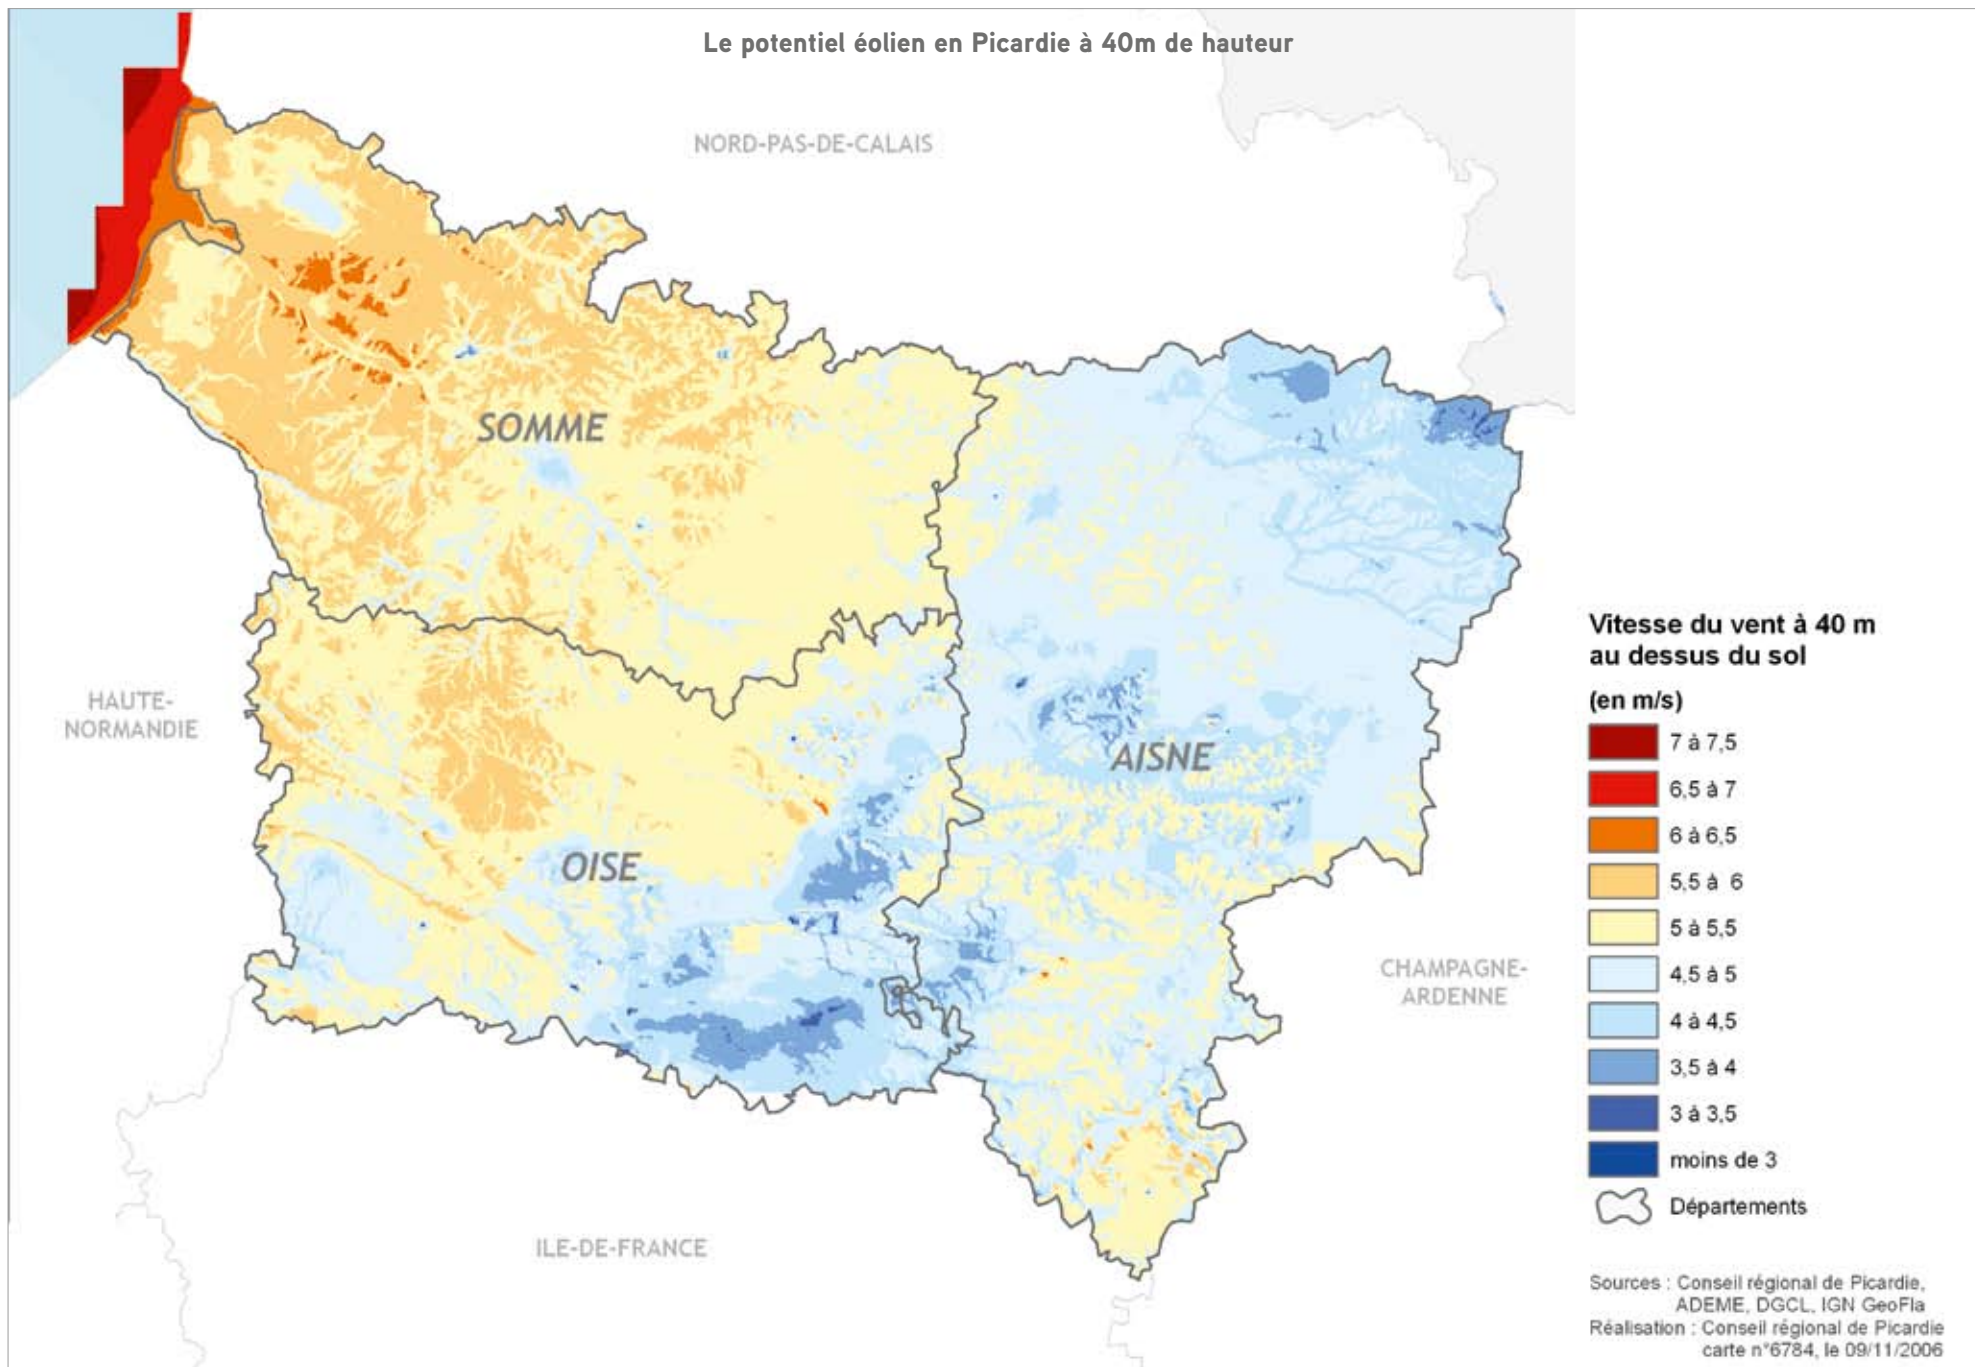 Le potentiel éolien en Picardie à 40m de hauteur
NORD-PAS-DE-CALAIS
SOMME
HAUTE-
NORMANDIE
AISNE
OISE
CHAMPAGNE-
ARDENNE
ILE-DE-FRANCE
Vitesse du vent à 40 m
au dessus du sol
(en m/s)
7 à 7,5
6,5 à 7
6 à 6,5
5,5 à 6
5 à 5,5
4,5 à 5
4 à 4,5
3,5 à 4
3 à 3,5
moins de 3
Départements
Sources : Conseil régional de Picardie,
ADEME, DGCL, IGN GeoFla
Réalisation : Conseil régional de Picardie
carte n°6784, le 09/11/2006